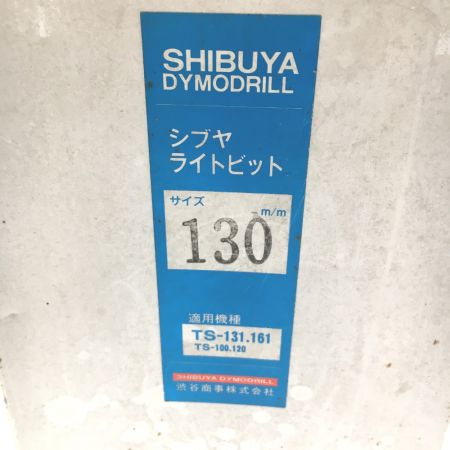 SHIBUYA
DYMODRILL
シブヤ
ライトビット
サイズ
130 m/m
適用機種
TS-131.161
TS-100.120
SHIBUYA DYMODRILL
渋谷商事株式会社